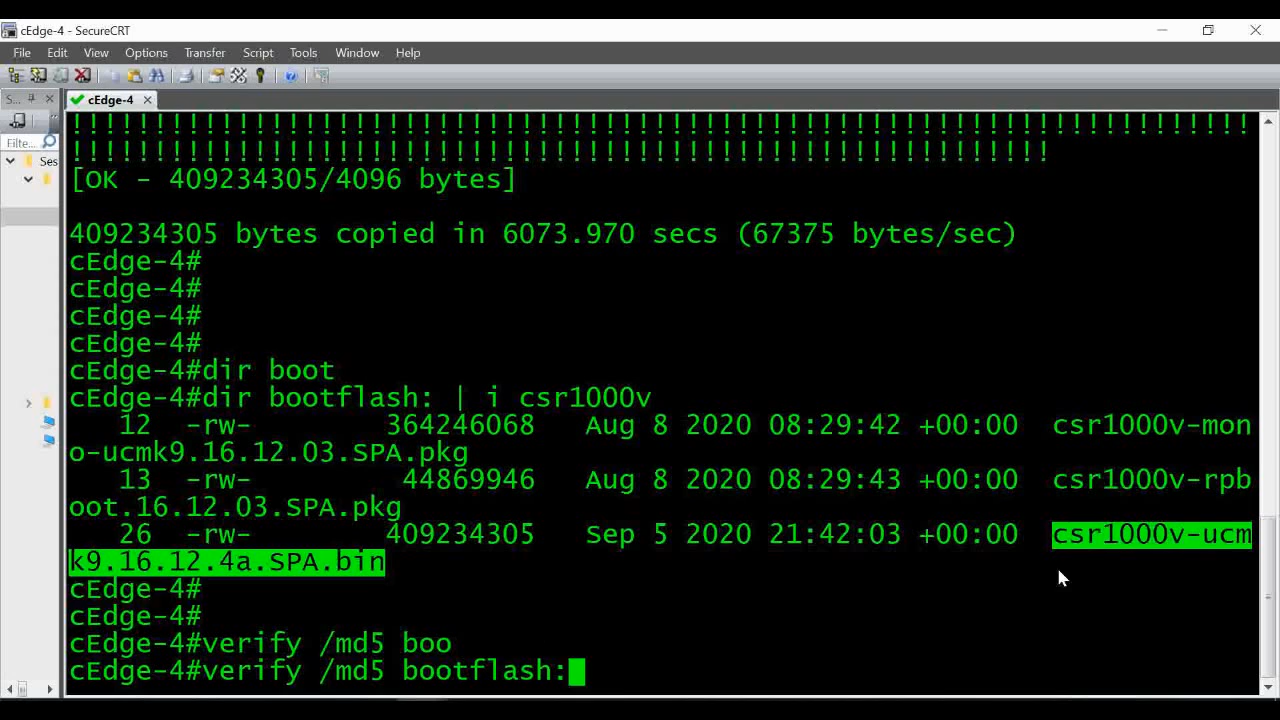 cEdge-4 - SecureCRT
File Edit View Options Transfer Script Tools Window Help
S...
cEdge-4
Filte...
Ses
!!!!!!!!!!!!!!!!!!!!!!!!!!!!!!!!!!!!!!!!!!!!!!!!!!!!!!!!!!!!!!!!!!!!!!!
!!!!!!!!!!!!!!!!!!!!!!!!!!!!!!!!!!!!!!!!!!!!!!!!!!!!!!!!!!!
[OK - 409234305/4096 bytes]
409234305 bytes copied in 6073.970 secs (67375 bytes/sec)
cEdge-4#
cEdge-4#
cEdge-4#
cEdge-4#
cEdge-4#dir boot
cEdge-4#dir bootflash: | i csr1000v
12 -rw- 364246068 Aug 8 2020 08:29:42 +00:00 csr1000v-mon
o-ucmk9.16.12.03.SPA.pkg
13 -rw- 44869946 Aug 8 2020 08:29:43 +00:00 csr1000v-rpb
oot.16.12.03.SPA.pkg
26 -rw- 409234305 Sep 5 2020 21:42:03 +00:00 csr1000v-ucm
k9.16.12.4a.SPA.bin
cEdge-4#
cEdge-4#
cEdge-4#verify /md5 boo
cEdge-4#verify /md5 bootflash: